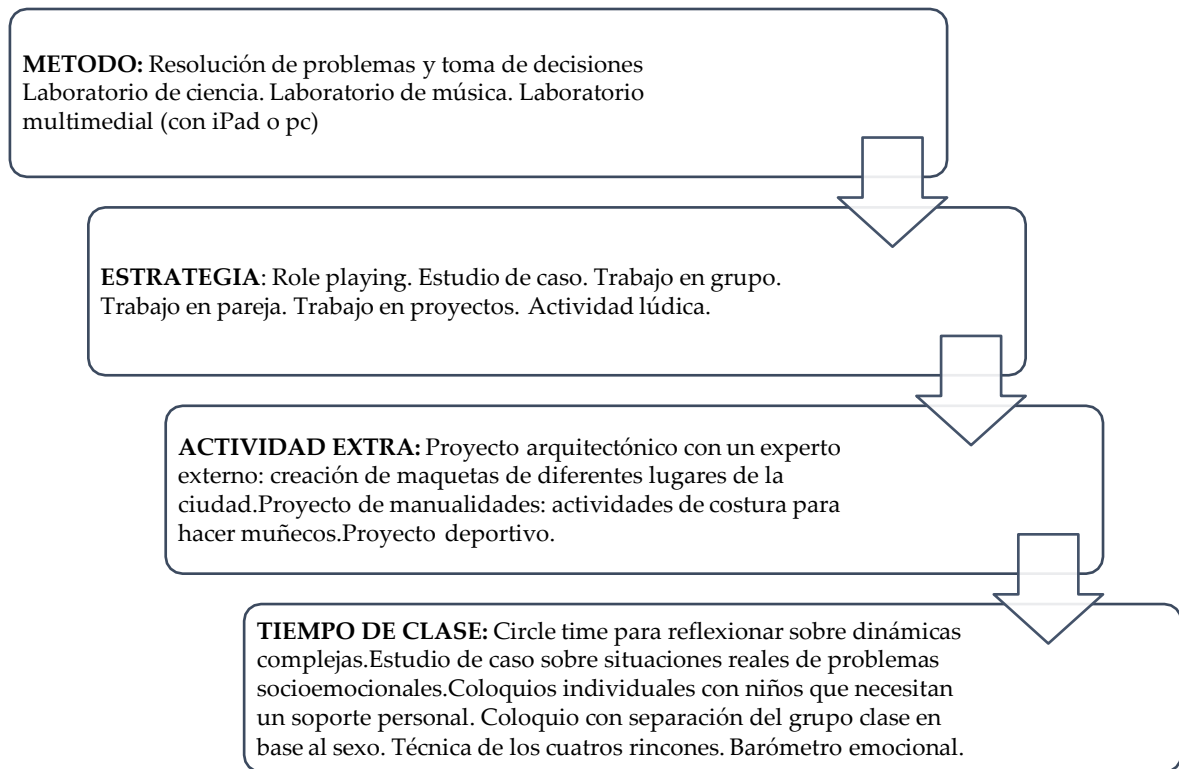 METODO: Resolución de problemas y toma de decisiones
Laboratorio de ciencia. Laboratorio de música. Laboratorio
multimedial (con iPad o pc)
ESTRATEGIA: Role playing. Estudio de caso. Trabajo en grupo.
Trabajo en pareja. Trabajo en proyectos. Actividad lúdica.
ACTIVIDAD EXTRA: Proyecto arquitectónico con un experto
externo: creación de maquetas de diferentes lugares de la
ciudad.Proyecto de manualidades: actividades de costura para
hacer muñecos.Proyecto deportivo.
TIEMPO DE CLASE: Circle time para reflexionar sobre dinámicas
complejas.Estudio de caso sobre situaciones reales de problemas
socioemocionales.Coloquios individuales con niños que necesitan
un soporte personal. Coloquio con separación del grupo clase en
base al sexo. Técnica de los cuatros rincones. Barómetro emocional.